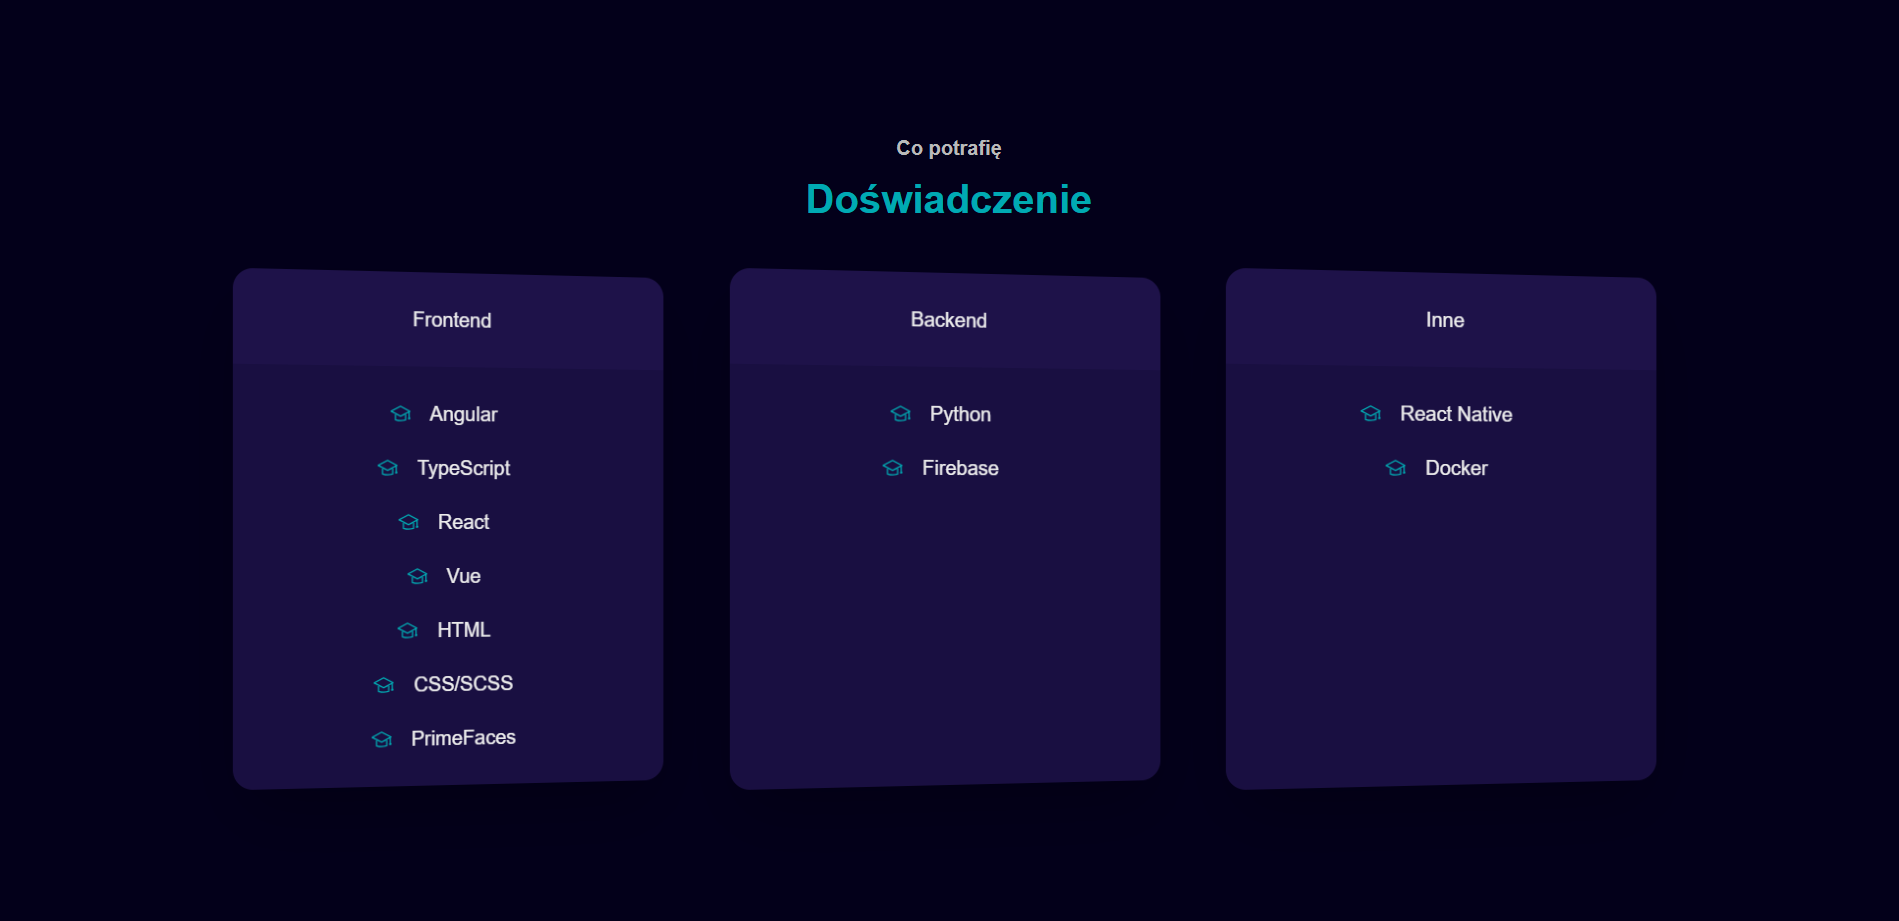 Co potrafię
Doświadczenie
Frontend
Angular
TypeScript
React
Vue
HTML
CSS/SCSS
PrimeFaces
Backend
Python
Firebase
Inne
React Native
Docker